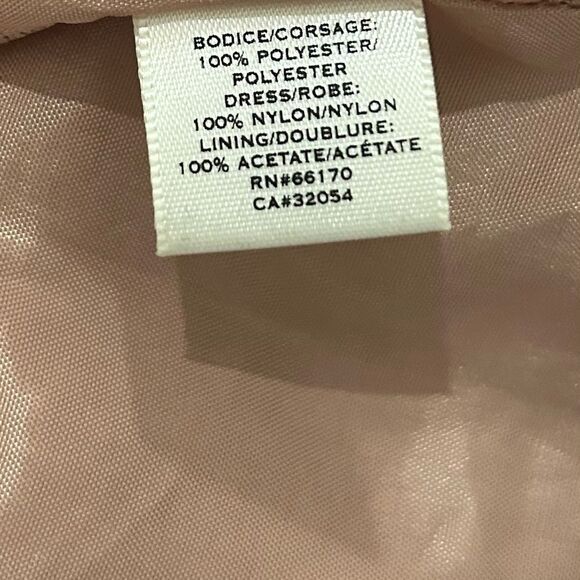 BODICE/CORSAGE:
100% POLYESTER/
POLYESTER
DRESS/ROBE:
100% NYLON/NYLON
LINING/DOUBLURE:
100% ACETATE/ACÉTATE
RN#66170
CA#32054